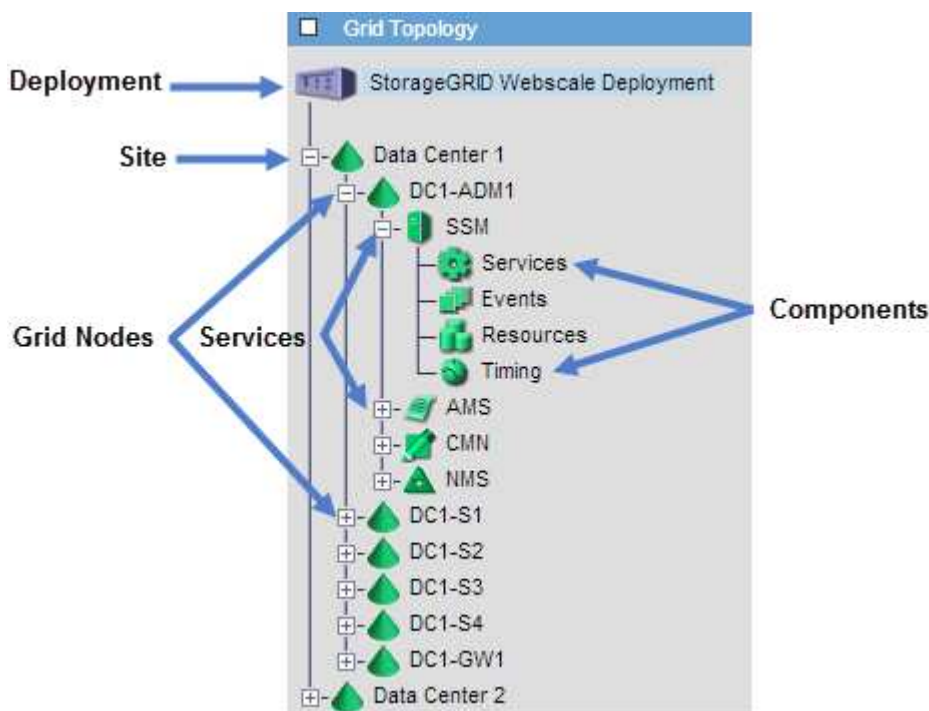 Grid Topology
Deployment
StorageGRID Webscale Deployment
Site
Data Center 1
DC1-ADM1
SSM
Services
Events
Components
Grid Nodes
Services
Resources
Timing
AMS
CMN
NMS
DC1-S1
DC1-S2
DC1-S3
DC1-S4
DC1-GW1
Data Center 2